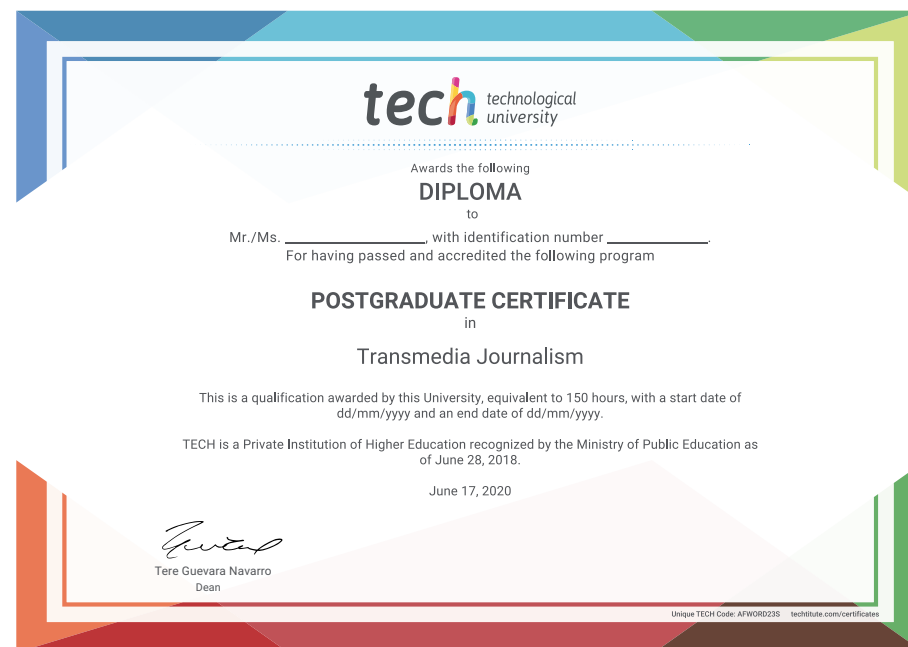 tech technological
university
Awards the following
DIPLOMA
to
Mr./Ms. ____________________, with identification number ______________.
For having passed and accredited the following program
POSTGRADUATE CERTIFICATE
in
Transmedia Journalism
This is a qualification awarded by this University, equivalent to 150 hours, with a start date of
dd/mm/yyyy and an end date of dd/mm/yyyy.
TECH is a Private Institution of Higher Education recognized by the Ministry of Public Education as
of June 28, 2018.
June 17, 2020
Tere Guevara Navarro
Dean
Unique TECH Code: AFWORD23S techtitute.com/certificates